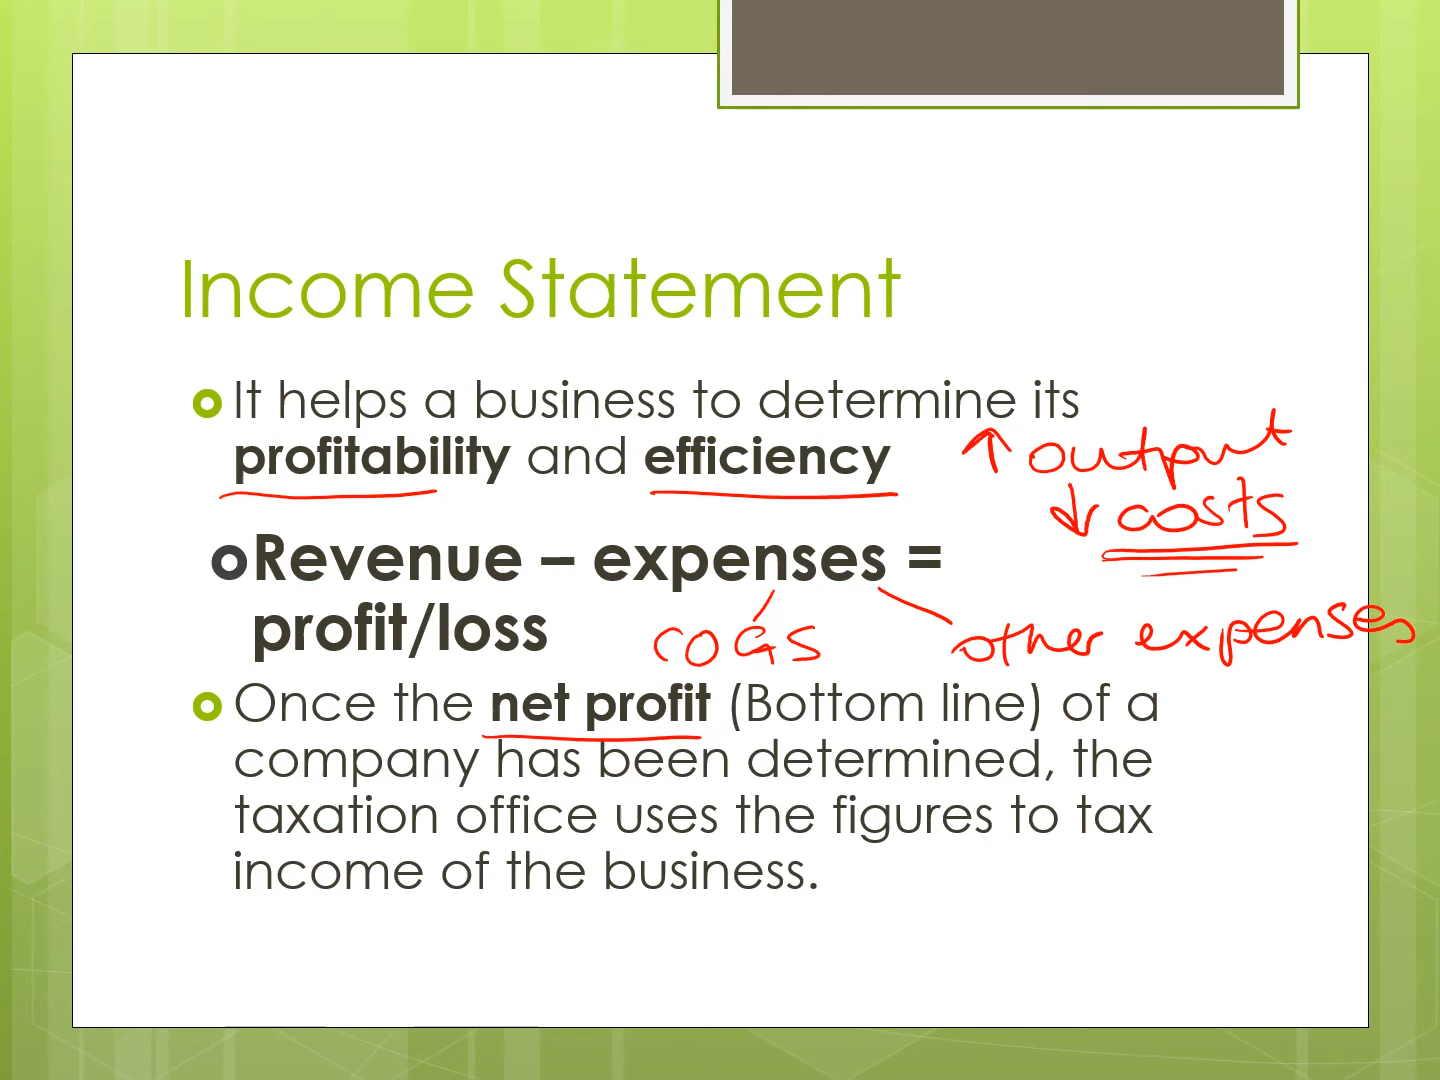 Income Statement
It helps a business to determine its
profitability and efficiency
↑ output
↓ costs
Revenue – expenses =
profit/loss
COGS
other expenses
Once the net profit (Bottom line) of a
company has been determined, the
taxation office uses the figures to tax
income of the business.